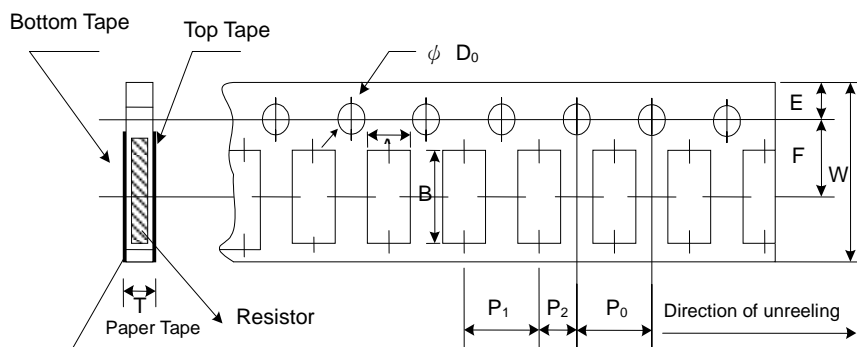 Bottom Tape
Top Tape
ψ D₀
E
F
W
B
T
Paper Tape
Resistor
P₁
P₂
P₀
Direction of unreeling